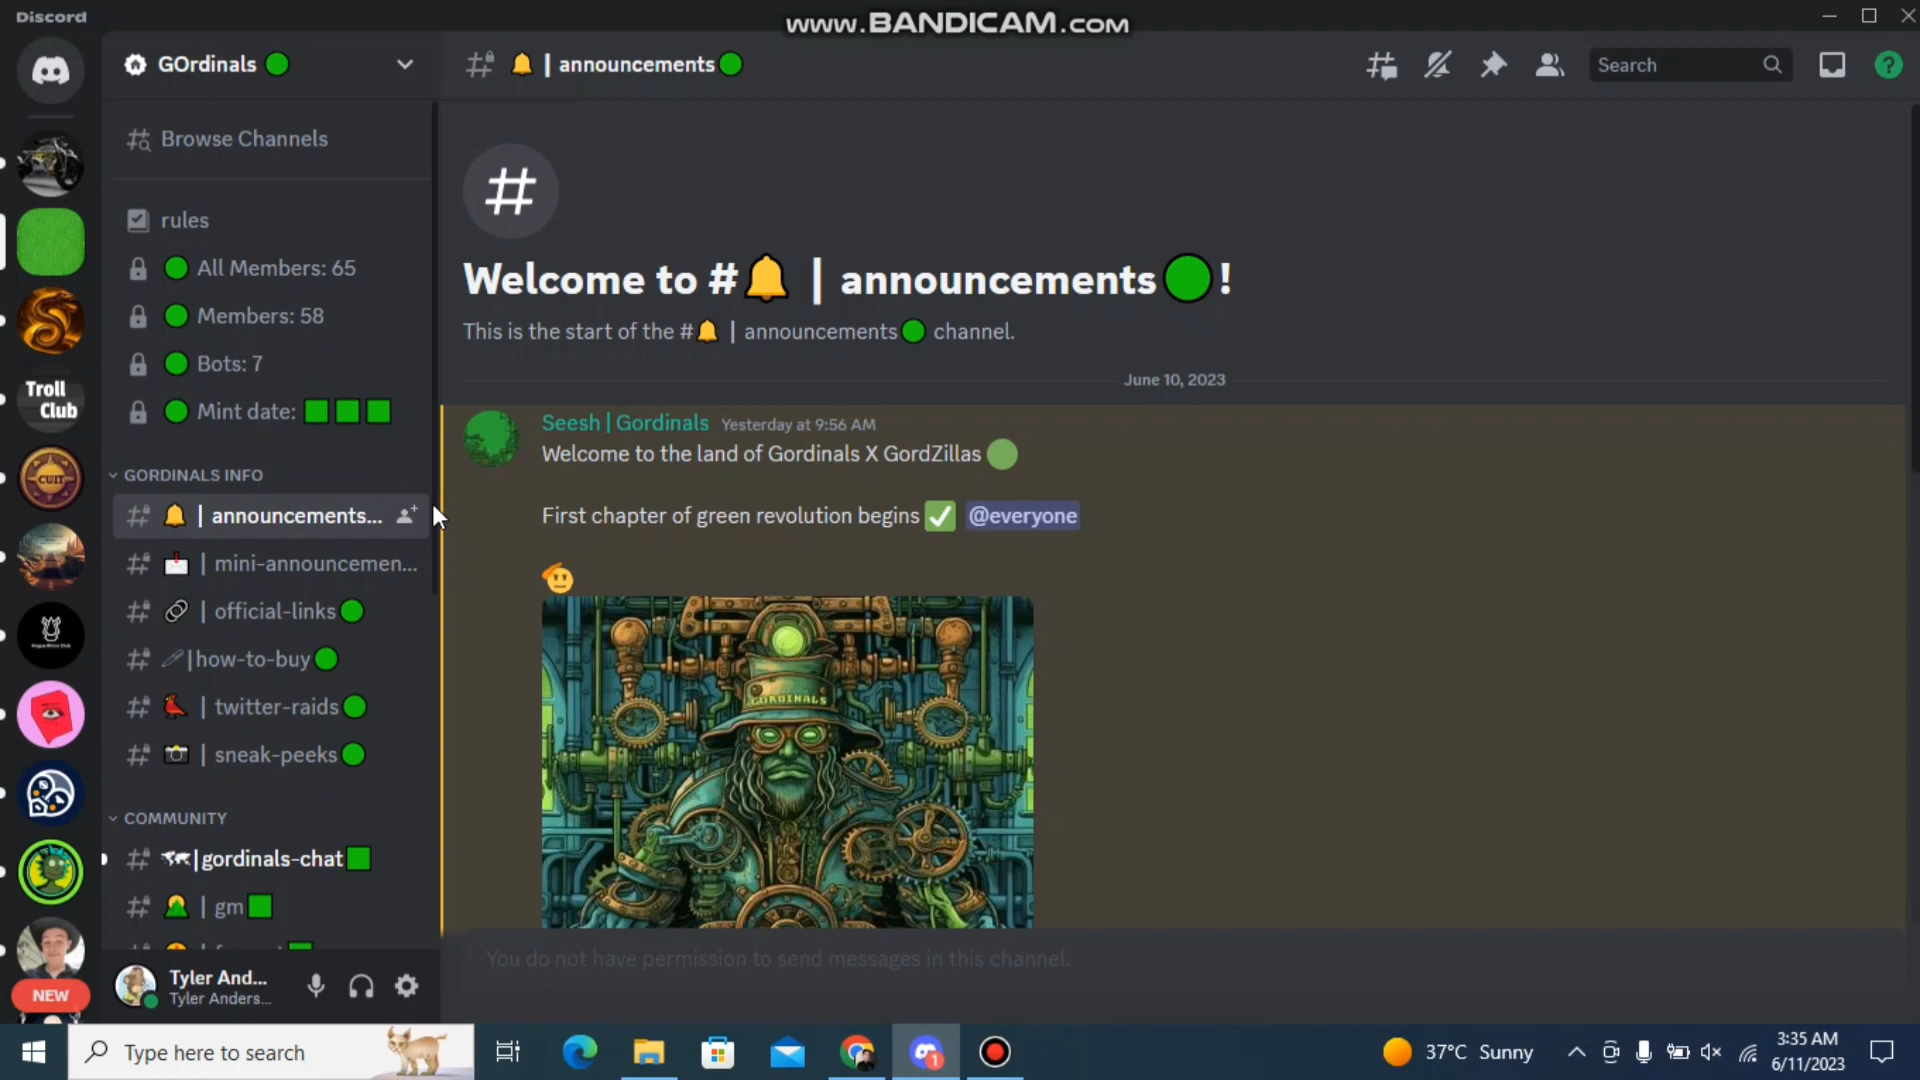 Discord
www.BANDICAM.com
GOrdinals
| announcements
Search
Browse Channels
rules
All Members: 65
Members: 58
Bots: 7
Mint date:
GORDINALS INFO
| announcements...
| mini-announcemen...
| official-links
|how-to-buy
| twitter-raids
| sneak-peeks
COMMUNITY
|gordinals-chat
| gm
Troll
Club
CUIT
NEW
Tyler And...
Tyler Anders...
Welcome to # | announcements !
This is the start of the # | announcements channel.
June 10, 2023
Seesh | Gordinals Yesterday at 9:56 AM
Welcome to the land of Gordinals X GordZillas
First chapter of green revolution begins @everyone
GORDINALS
You do not have permission to send messages in this channel.
Type here to search
1
37°C Sunny
3:35 AM
6/11/2023